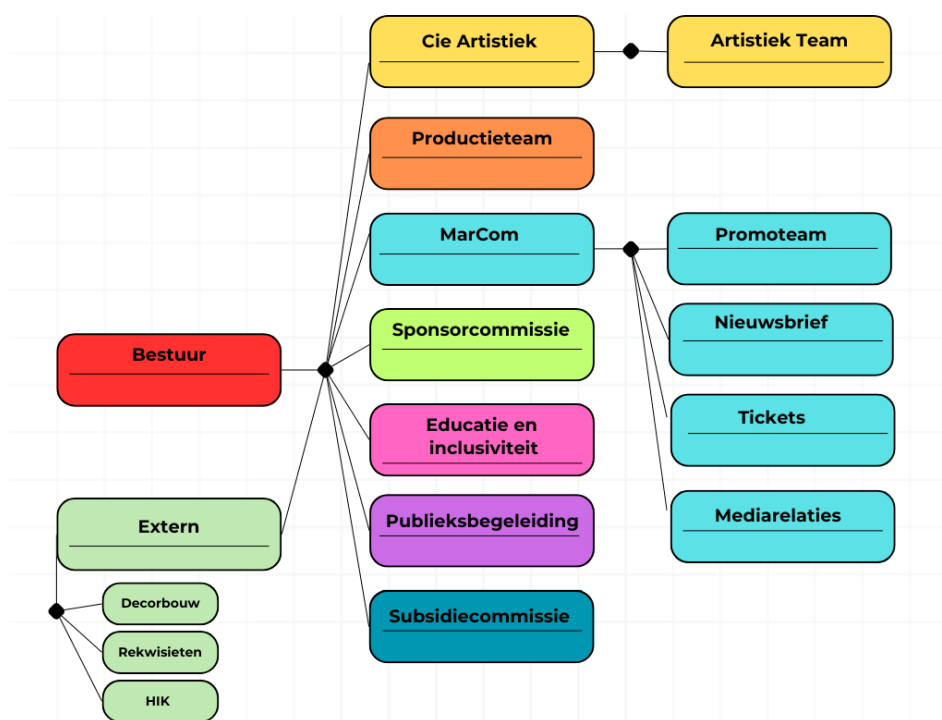 Cie Artistiek
Artistiek Team
Productieteam
MarCom
Promoteam
Sponsorcommissie
Nieuwsbrief
Bestuur
Educatie en
inclusiviteit
Tickets
Publieksbegeleiding
Mediarelaties
Extern
Decorbouw
Subsidiecommissie
Rekwisieten
HIK